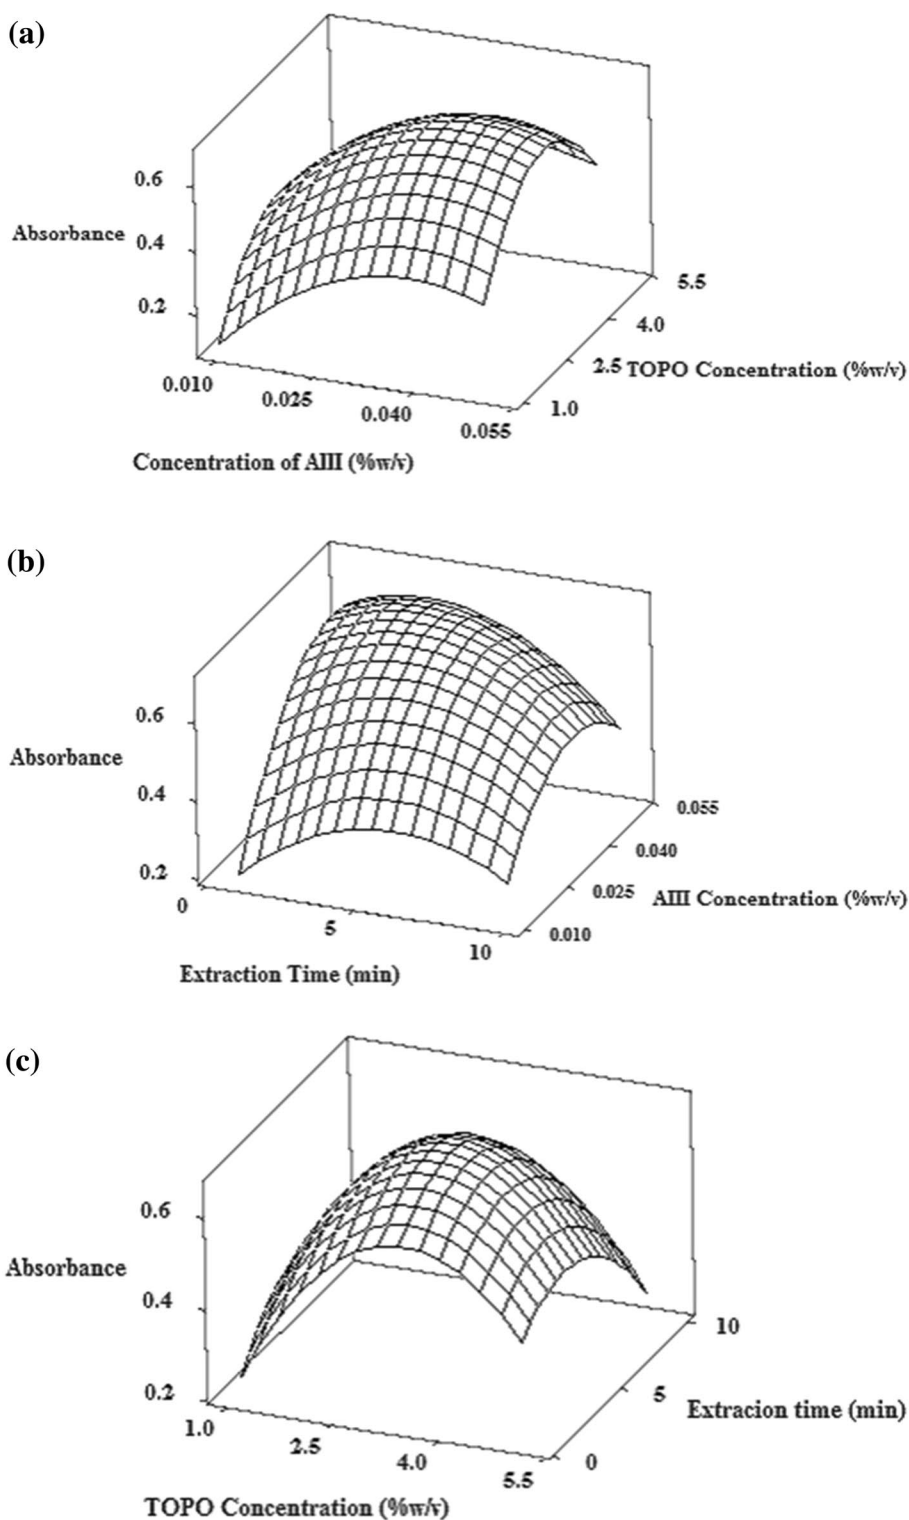 (a)
0.6
Absorbance
0.4
0.2
5.5
4.0
2.5 TOPO Concentration (%w/v)
1.0
0.010
0.025
0.040
0.055
Concentration of AIII (%w/v)
(b)
0.6
Absorbance
0.4
0.2
0.055
0.040
0.025 AIII Concentration (%w/v)
0.010
0
5
10
Extraction Time (min)
(c)
0.6
Absorbance
0.4
0.2
10
5
Extracion time (min)
0
1.0
2.5
4.0
5.5
TOPO Concentration (%w/v)